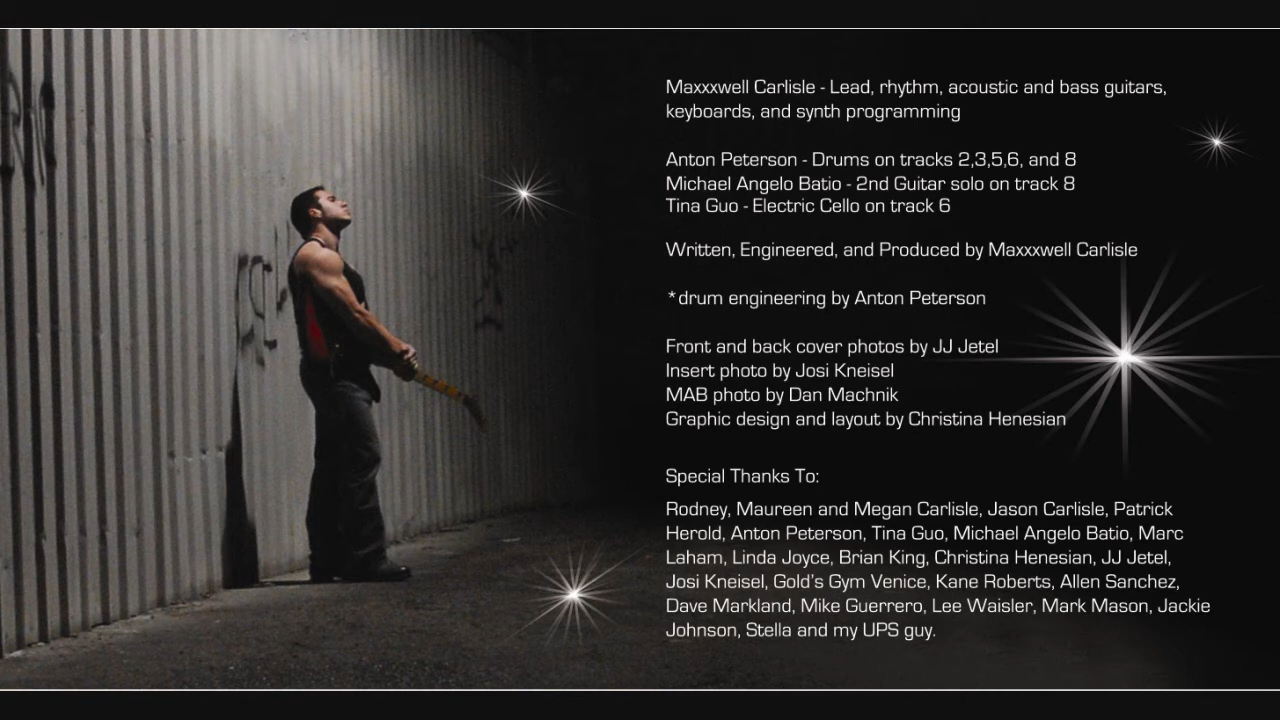 Maxxxwell Carlisle - Lead, rhythm, acoustic and bass guitars,
keyboards, and synth programming
Anton Peterson - Drums on tracks 2,3,5,6, and 8
Michael Angelo Batio - 2nd Guitar solo on track 8
Tina Guo - Electric Cello on track 6
Written, Engineered, and Produced by Maxxxwell Carlisle
*drum engineering by Anton Peterson
Front and back cover photos by JJ Jetel
Insert photo by Josi Kneisel
MAB photo by Dan Machnik
Graphic design and layout by Christina Henesian
Special Thanks To:
Rodney, Maureen and Megan Carlisle, Jason Carlisle, Patrick
Herold, Anton Peterson, Tina Guo, Michael Angelo Batio, Marc
Laham, Linda Joyce, Brian King, Christina Henesian, JJ Jetel,
Josi Kneisel, Gold's Gym Venice, Kane Roberts, Allen Sanchez,
Dave Markland, Mike Guerrero, Lee Waisler, Mark Mason, Jackie
Johnson, Stella and my UPS guy.